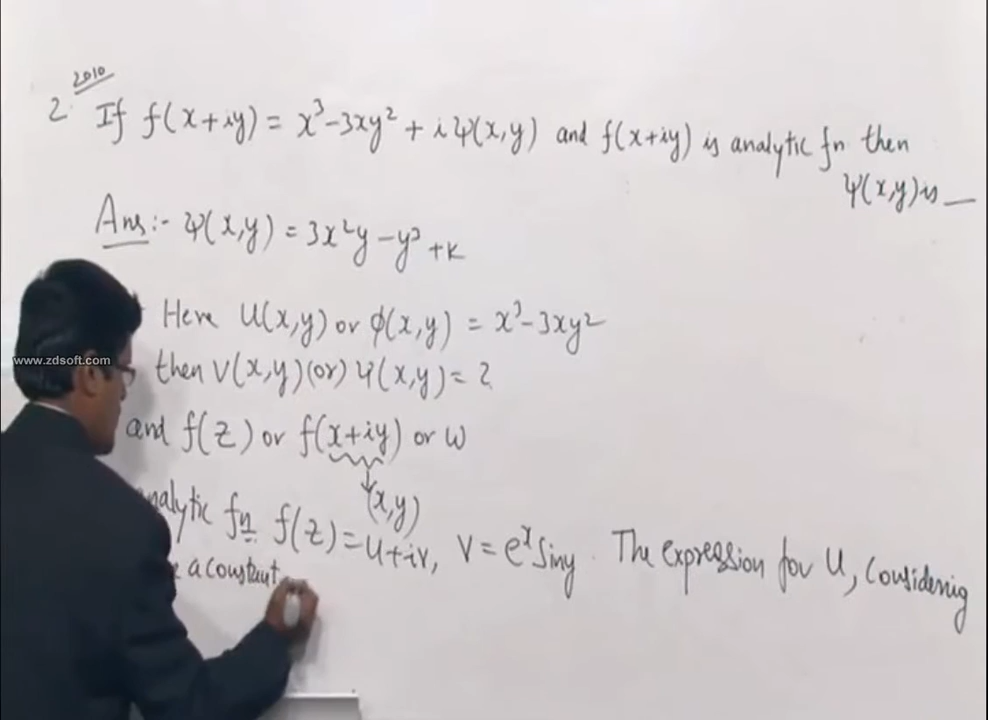 2010
2. If f(x+iy) = x³-3xy² + iψ(x,y) and f(x+iy) is analytic fn then
ψ(x,y) is __
Ans:- ψ(x,y) = 3x²y - y³ + k
Here u(x,y) or φ(x,y) = x³-3xy²
www.zdsoft.com
then v(x,y) (or) ψ(x,y) = ?
and f(z) or f(x+iy) or w
(x,y)
analytic fn f(z) = u+iv, v = eˣ siny. The expression for u, considering
a constant